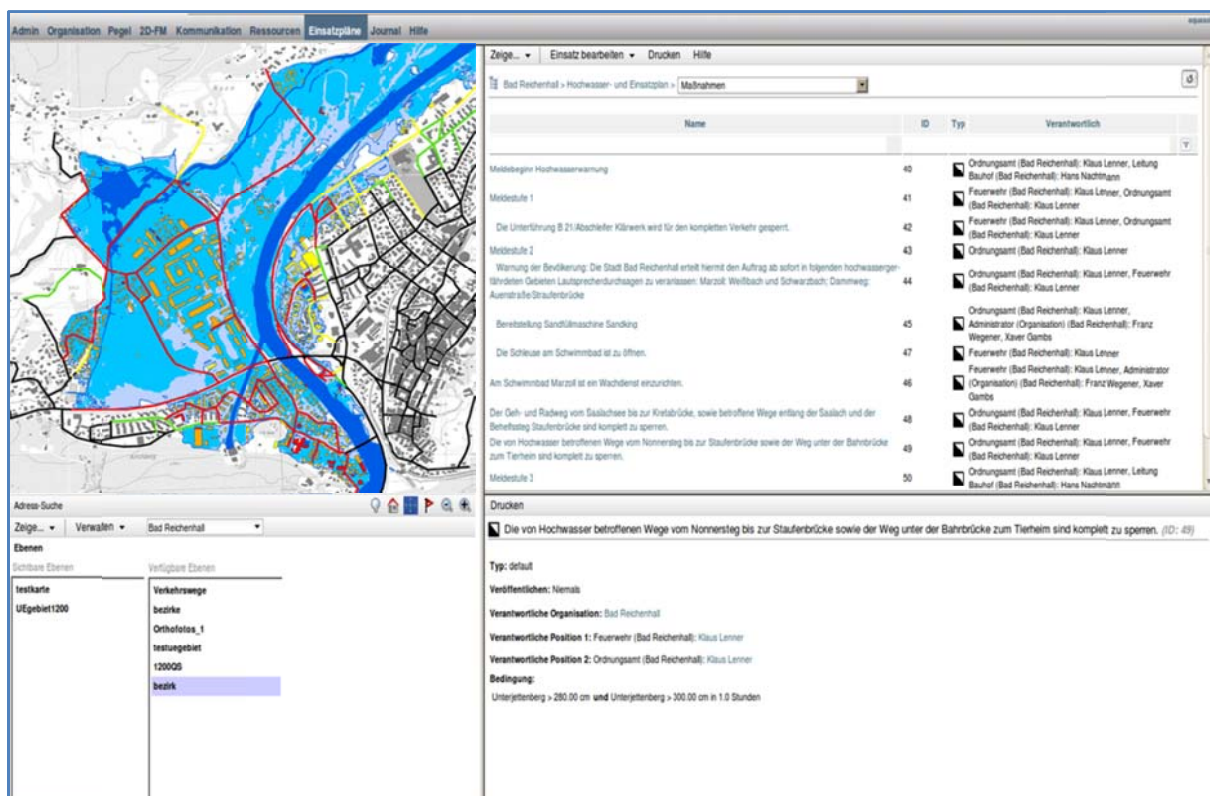 Admin Organisation Pegel 2D-FM Kommunikation Ressourcen Einsatzpläne Journal Hilfe
Zeige... Einsatz bearbeiten Drucken Hilfe
Bad Reichenhall > Hochwasser- und Einsatzplan > Maßnahmen
Name ID Typ Verantwortlich
Meldebeginn Hochwasserwarnung 40 Ordnungsamt (Bad Reichenhall): Klaus Lenner, Leitung
Bauhof (Bad Reichenhall): Hans Nachtmann
Meldestufe 1 41 Feuerwehr (Bad Reichenhall): Klaus Lenner, Ordnungsamt
(Bad Reichenhall): Klaus Lenner
Die Unterführung B 21/Abschleifer Klärwerk wird für den kompletten Verkehr gesperrt. 42 Feuerwehr (Bad Reichenhall): Klaus Lenner, Ordnungsamt
(Bad Reichenhall): Klaus Lenner
Meldestufe 2 43 Ordnungsamt (Bad Reichenhall): Klaus Lenner
Warnung der Bevölkerung: Die Stadt Bad Reichenhall erteilt hiermit den Auftrag ab sofort in folgenden hochwasserge-
fährdeten Gebieten Lautsprecherdurchsagen zu veranlassen: Marzoll: Weißbach und Schwarzbach; Dammweg; 44 Ordnungsamt (Bad Reichenhall): Klaus Lenner, Feuerwehr
Auenstraße/Straufenbrücke (Bad Reichenhall): Klaus Lenner
Bereitstellung Sandfüllmaschine Sandking 45 Ordnungsamt (Bad Reichenhall): Klaus Lenner,
Administrator (Organisation) (Bad Reichenhall): Franz
Wegener, Xaver Gambs
Die Schleuse am Schwimmbad ist zu öffnen. 47 Feuerwehr (Bad Reichenhall): Klaus Lenner
Am Schwimmbad Marzoll ist ein Wachdienst einzurichten. 46 Feuerwehr (Bad Reichenhall): Klaus Lenner, Administrator
(Organisation) (Bad Reichenhall): Franz Wegener, Xaver
Gambs
Der Geh- und Radweg vom Saalachsee bis zur Kretabrücke, sowie betroffene Wege entlang der Saalach und der 48 Ordnungsamt (Bad Reichenhall): Klaus Lenner, Feuerwehr
Behelfssteg Staufenbrücke sind komplett zu sperren. (Bad Reichenhall): Klaus Lenner
Die von Hochwasser betroffenen Wege vom Nonnersteg bis zur Staufenbrücke sowie der Weg unter der Bahnbrücke 49 Ordnungsamt (Bad Reichenhall): Klaus Lenner, Feuerwehr
zum Tierheim sind komplett zu sperren. (Bad Reichenhall): Klaus Lenner
Meldestufe 3 50 Ordnungsamt (Bad Reichenhall): Klaus Lenner, Leitung
Bauhof (Bad Reichenhall): Hans Nachtmann
Adress-Suche
Zeige... Verwalten Bad Reichenhall
Ebenen
Sichtbare Ebenen Verfügbare Ebenen
testkarte Verkehrswege
UEgebiet1200 bezirke
Orthofotos_1
testuegebiet
1200QS
bezirk
Drucken
Die von Hochwasser betroffenen Wege vom Nonnersteg bis zur Staufenbrücke sowie der Weg unter der Bahnbrücke zum Tierheim sind komplett zu sperren. (ID: 49)
Typ: default
Veröffentlichen: Niemals
Verantwortliche Organisation: Bad Reichenhall
Verantwortliche Position 1: Feuerwehr (Bad Reichenhall): Klaus Lenner
Verantwortliche Position 2: Ordnungsamt (Bad Reichenhall): Klaus Lenner
Bedingung:
Unterjettenberg > 280.00 cm und Unterjettenberg > 300.00 cm in 1.0 Stunden